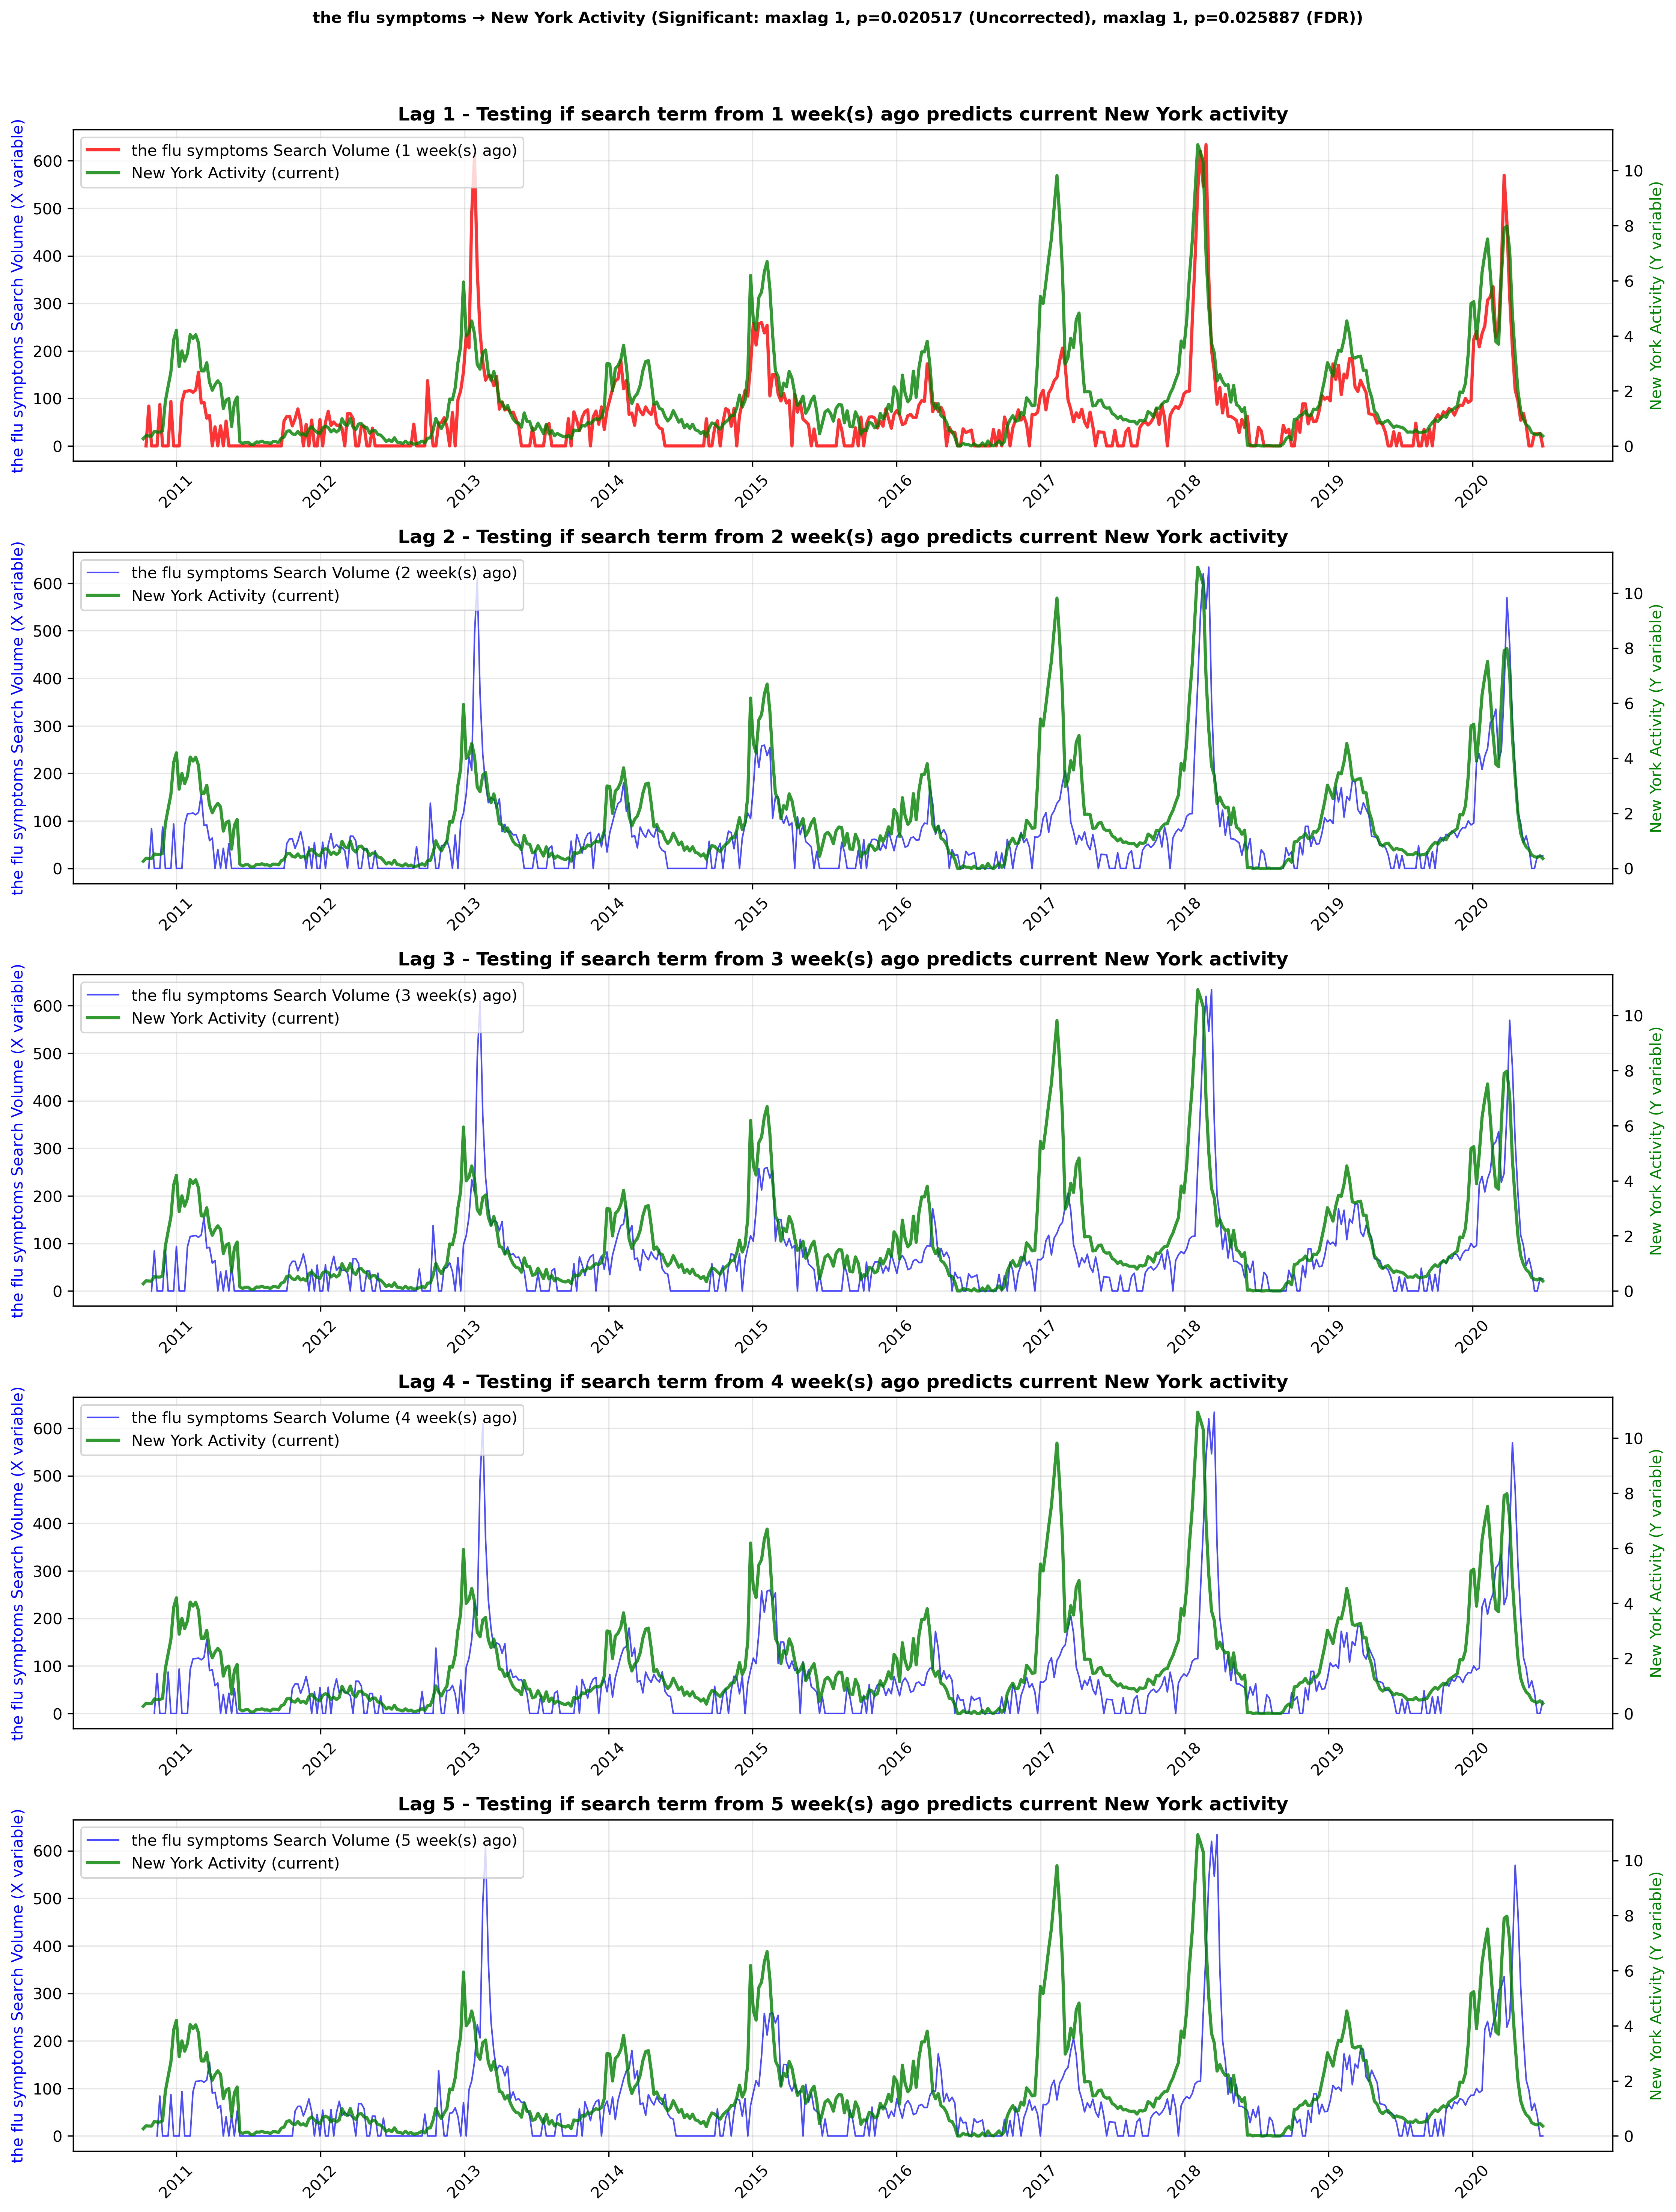 the flu symptoms → New York Activity (Significant: maxlag 1, p=0.020517 (Uncorrected), maxlag 1, p=0.025887 (FDR))
Lag 1 - Testing if search term from 1 week(s) ago predicts current New York activity
the flu symptoms Search Volume (X variable)
the flu symptoms Search Volume (1 week(s) ago)
New York Activity (current)
600
500
400
300
200
100
0
10
8
6
4
2
0
New York Activity (Y variable)
2011 2012 2013 2014 2015 2016 2017 2018 2019 2020
Lag 2 - Testing if search term from 2 week(s) ago predicts current New York activity
the flu symptoms Search Volume (X variable)
the flu symptoms Search Volume (2 week(s) ago)
New York Activity (current)
600
500
400
300
200
100
0
10
8
6
4
2
0
New York Activity (Y variable)
2011 2012 2013 2014 2015 2016 2017 2018 2019 2020
Lag 3 - Testing if search term from 3 week(s) ago predicts current New York activity
the flu symptoms Search Volume (X variable)
the flu symptoms Search Volume (3 week(s) ago)
New York Activity (current)
600
500
400
300
200
100
0
10
8
6
4
2
0
New York Activity (Y variable)
2011 2012 2013 2014 2015 2016 2017 2018 2019 2020
Lag 4 - Testing if search term from 4 week(s) ago predicts current New York activity
the flu symptoms Search Volume (X variable)
the flu symptoms Search Volume (4 week(s) ago)
New York Activity (current)
600
500
400
300
200
100
0
10
8
6
4
2
0
New York Activity (Y variable)
2011 2012 2013 2014 2015 2016 2017 2018 2019 2020
Lag 5 - Testing if search term from 5 week(s) ago predicts current New York activity
the flu symptoms Search Volume (X variable)
the flu symptoms Search Volume (5 week(s) ago)
New York Activity (current)
600
500
400
300
200
100
0
10
8
6
4
2
0
New York Activity (Y variable)
2011 2012 2013 2014 2015 2016 2017 2018 2019 2020